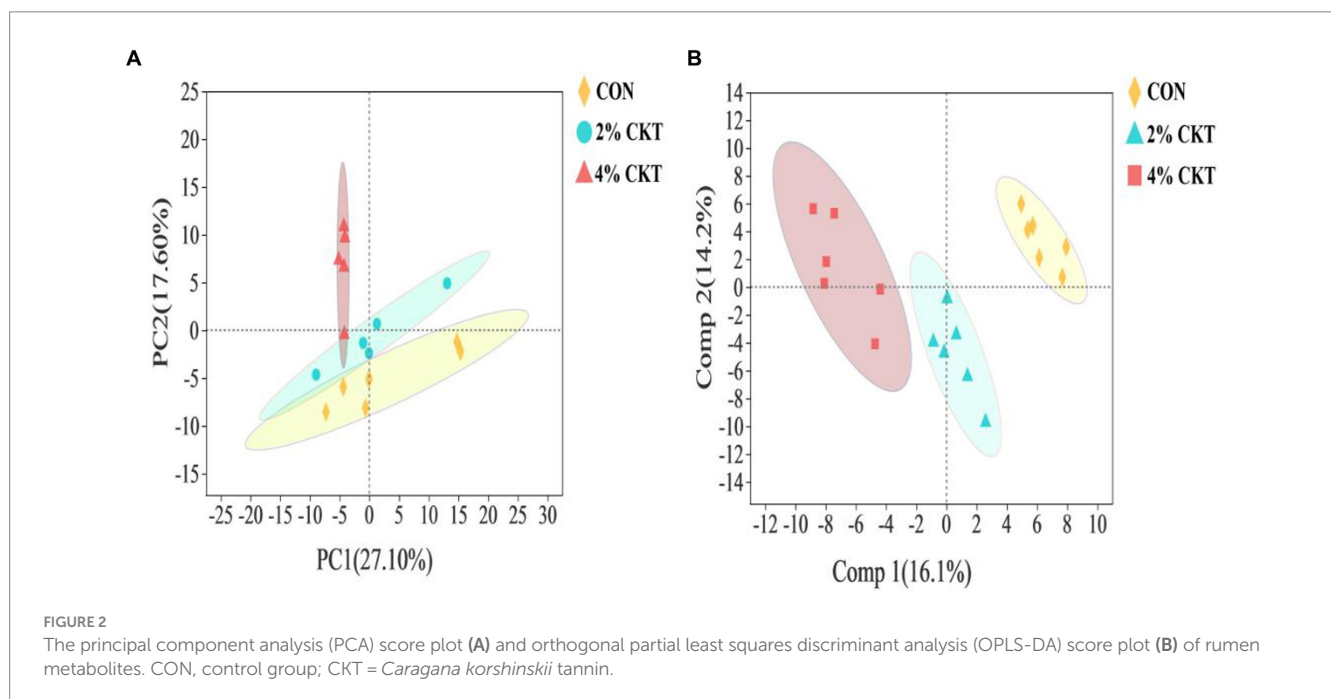 A
B
CON
2% CKT
4% CKT
25
20
15
10
5
0
-5
-10
-15
PC2(17.60%)
-25 -20 -15 -10 -5 0 5 10 15 20 25 30
PC1(27.10%)
CON
2% CKT
4% CKT
14
12
10
8
6
4
2
0
-2
-4
-6
-8
-10
-12
-14
Comp 2(14.2%)
-12 -10 -8 -6 -4 -2 0 2 4 6 8 10
Comp 1(16.1%)
FIGURE 2
The principal component analysis (PCA) score plot (A) and orthogonal partial least squares discriminant analysis (OPLS-DA) score plot (B) of rumen
metabolites. CON, control group; CKT = Caragana korshinskii tannin.